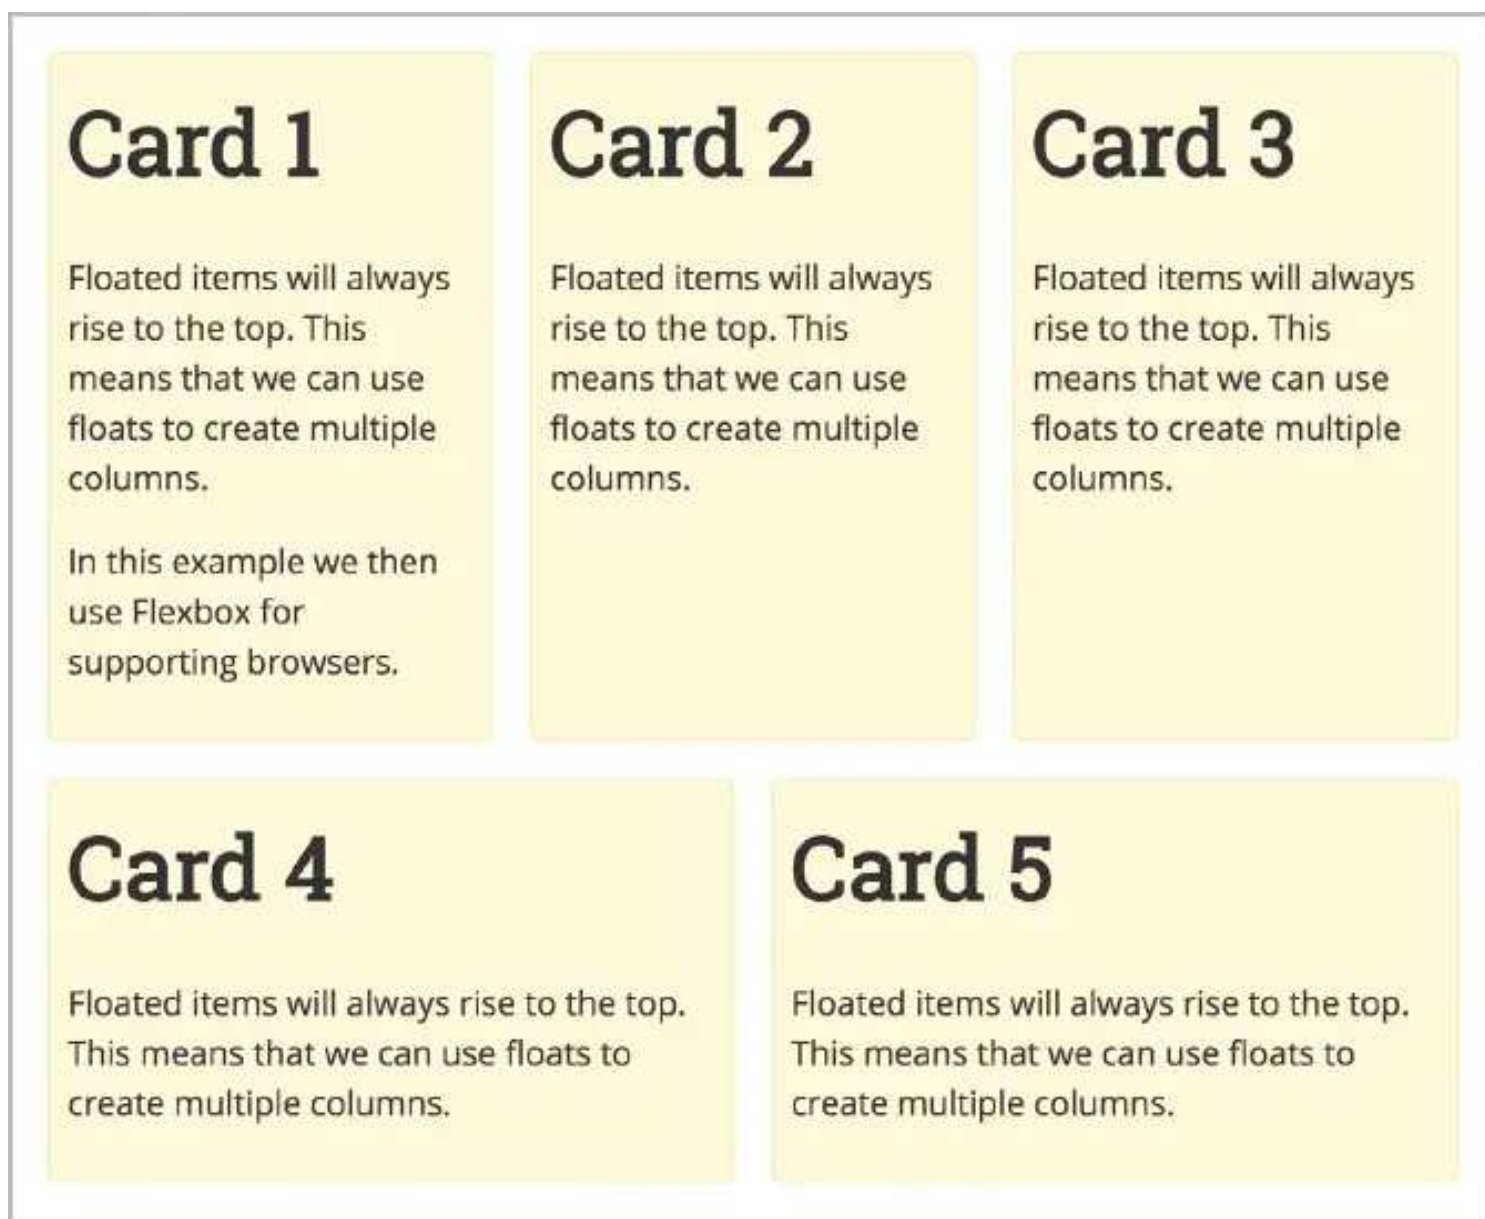 Card 1
Floated items will always
rise to the top. This
means that we can use
floats to create multiple
columns.
In this example we then
use Flexbox for
supporting browsers.
Card 2
Floated items will always
rise to the top. This
means that we can use
floats to create multiple
columns.
Card 3
Floated items will always
rise to the top. This
means that we can use
floats to create multiple
columns.
Card 4
Floated items will always rise to the top.
This means that we can use floats to
create multiple columns.
Card 5
Floated items will always rise to the top.
This means that we can use floats to
create multiple columns.